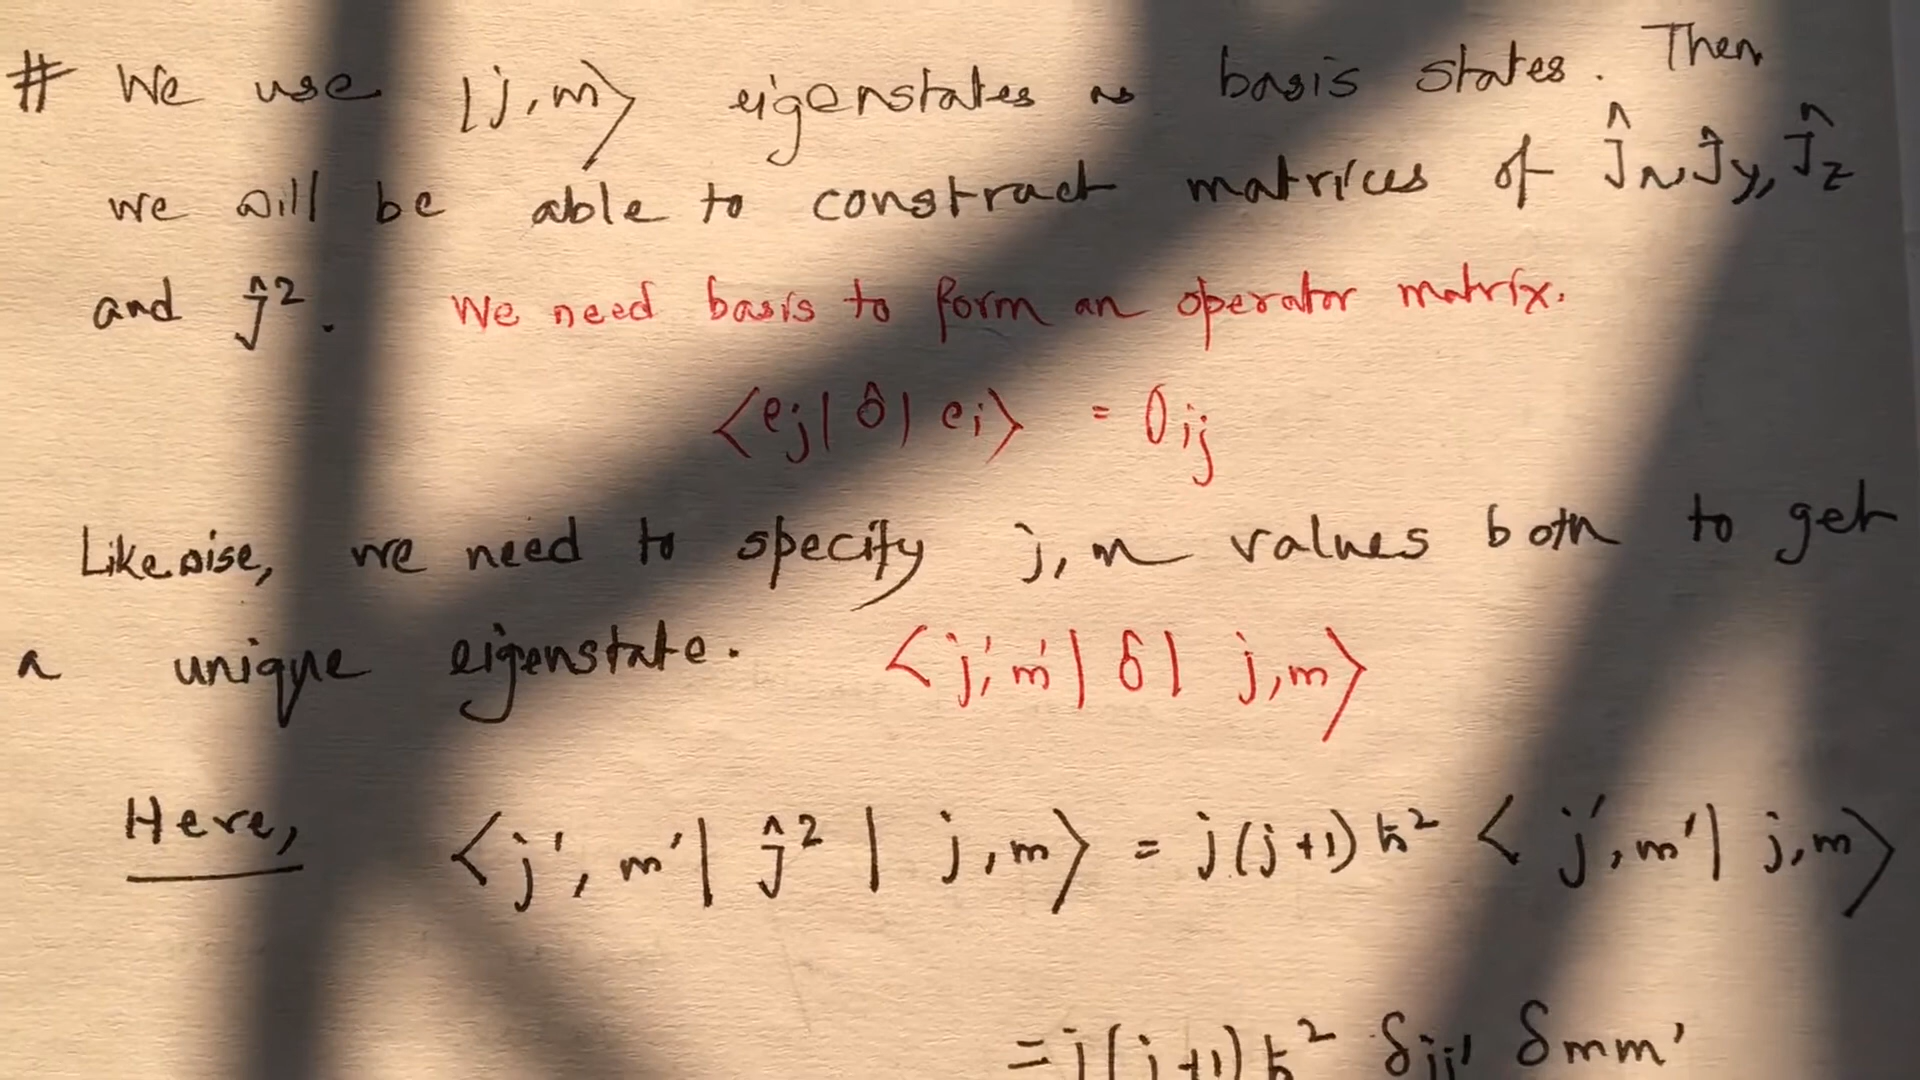 # We use |j,m⟩ eigenstates as basis states. Then
we will be able to construct matrices of Ĵx, Ĵy, Ĵz
and Ĵ². We need basis to form an operator matrix.
⟨ej| ô | ei⟩ = Oij
Likewise, we need to specify j, m values both to get
a unique eigenstate. ⟨j',m'| ô | j,m⟩
Here, ⟨j', m'| Ĵ² | j,m⟩ = j(j+1) ħ² ⟨j',m'| j,m⟩
= j(j+1) ħ² δjj' δmm'